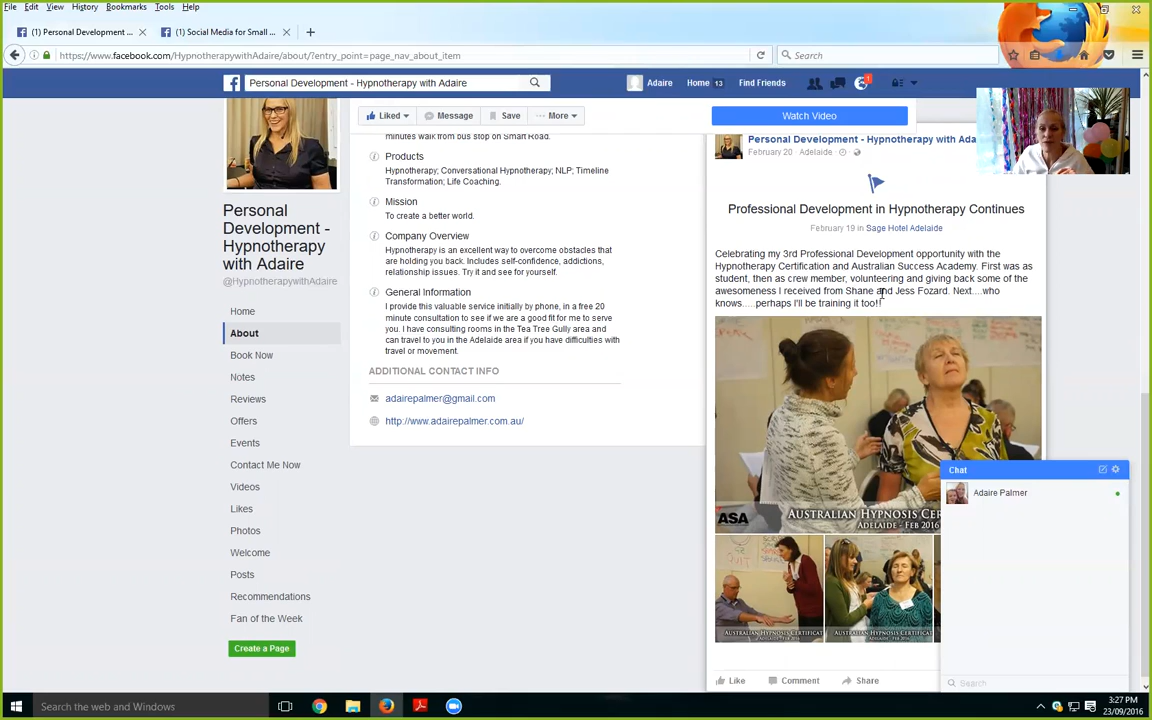 File Edit View History Bookmarks Tools Help
(1) Personal Development ... × (1) Social Media for Small ... × +
https://www.facebook.com/HypnotherapywithAdaire/about/?entry_point=page_nav_about_item
Search
Personal Development - Hypnotherapy with Adaire
Adaire Home 13 Find Friends 1
Liked Message Save More
Watch Video
minutes walk from bus stop on Smart Road.
Products
Hypnotherapy; Conversational Hypnotherapy; NLP; Timeline
Transformation; Life Coaching.
Mission
To create a better world.
Company Overview
Hypnotherapy is an excellent way to overcome obstacles that
are holding you back. Includes self-confidence, addictions,
relationship issues. Try it and see for yourself.
General Information
I provide this valuable service initially by phone, in a free 20
minute consultation to see if we are a good fit for me to serve
you. I have consulting rooms in the Tea Tree Gully area and
can travel to you in the Adelaide area if you have difficulties with
travel or movement.
ADDITIONAL CONTACT INFO
adairepalmer@gmail.com
http://www.adairepalmer.com.au/
Personal
Development -
Hypnotherapy
with Adaire
@HypnotherapywithAdaire
Home
About
Book Now
Notes
Reviews
Offers
Events
Contact Me Now
Videos
Likes
Photos
Welcome
Posts
Recommendations
Fan of the Week
Create a Page
Personal Development - Hypnotherapy with Ada
February 20 · Adelaide ·
Professional Development in Hypnotherapy Continues
February 19 in Sage Hotel Adelaide
Celebrating my 3rd Professional Development opportunity with the
Hypnotherapy Certification and Australian Success Academy. First was as
student, then as crew member, volunteering and giving back some of the
awesomeness I received from Shane and Jess Fozard. Next....who
knows.....perhaps I'll be training it too!!
ASA
AUSTRALIAN HYPNOSIS CER
ADELAIDE - FEB 2016
AUSTRALIAN HYPNOSIS CERTIFICAT
ADELAIDE - FEB 2016
AUSTRALIAN HYPNOSIS CERTIFICAT
ADELAIDE - FEB 2016
Like Comment Share
Chat
Adaire Palmer
Search
Search the web and Windows
3:27 PM
23/09/2016